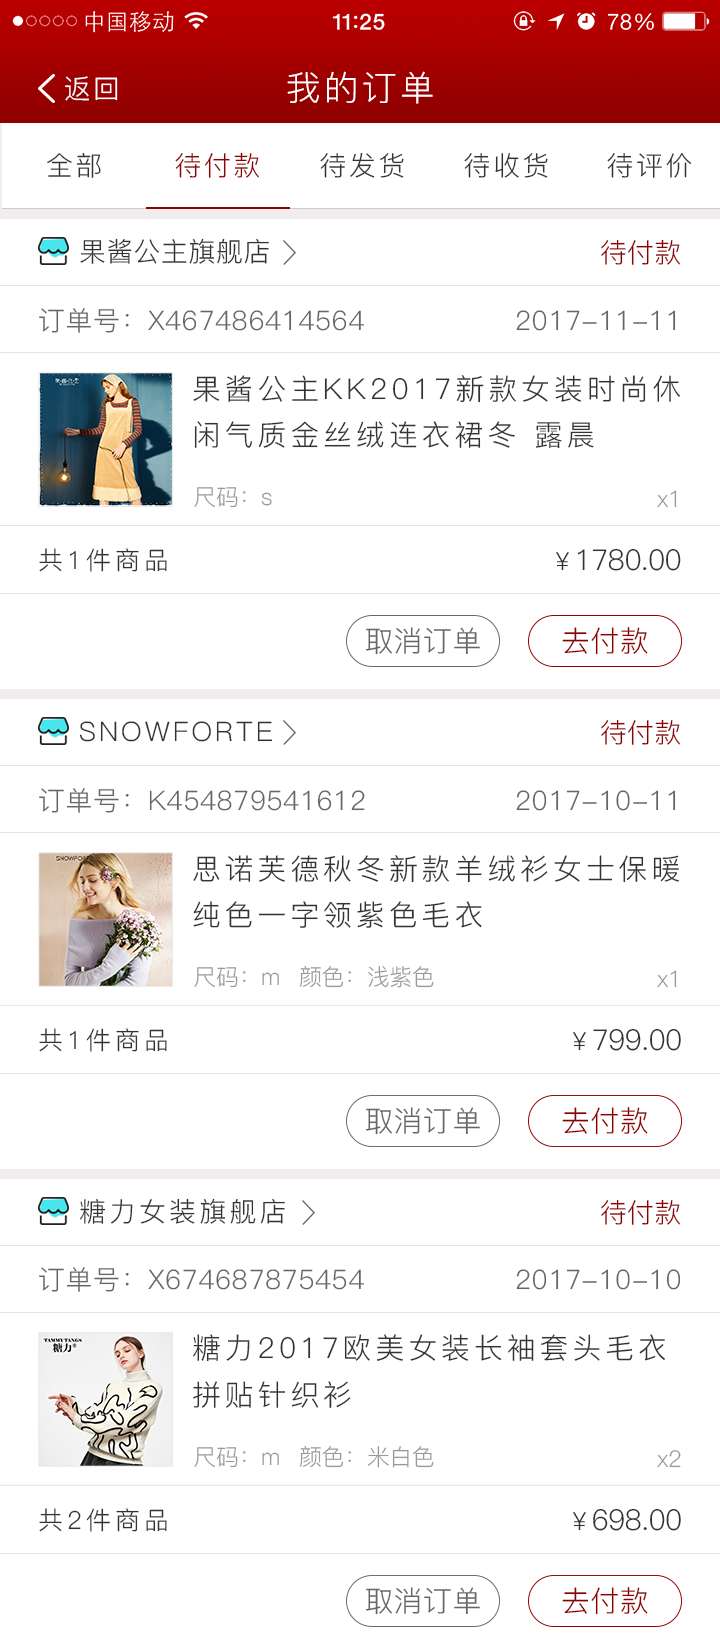 中国移动 11:25 78%
返回 我的订单
全部 待付款 待发货 待收货 待评价
果酱公主旗舰店 待付款
订单号：X467486414564 2017-11-11
果酱公主KK2017新款女装时尚休
闲气质金丝绒连衣裙冬 露晨
尺码：s x1
共1件商品 ¥1780.00
取消订单 去付款
SNOWFORTE 待付款
订单号：K454879541612 2017-10-11
SNOWFORTE
思诺芙德秋冬新款羊绒衫女士保暖
纯色一字领紫色毛衣
尺码：m 颜色：浅紫色 x1
共1件商品 ¥799.00
取消订单 去付款
糖力女装旗舰店 待付款
订单号：X674687875454 2017-10-10
TAMMYTANGS
糖力®
糖力2017欧美女装长袖套头毛衣
拼贴针织衫
尺码：m 颜色：米白色 x2
共2件商品 ¥698.00
取消订单 去付款